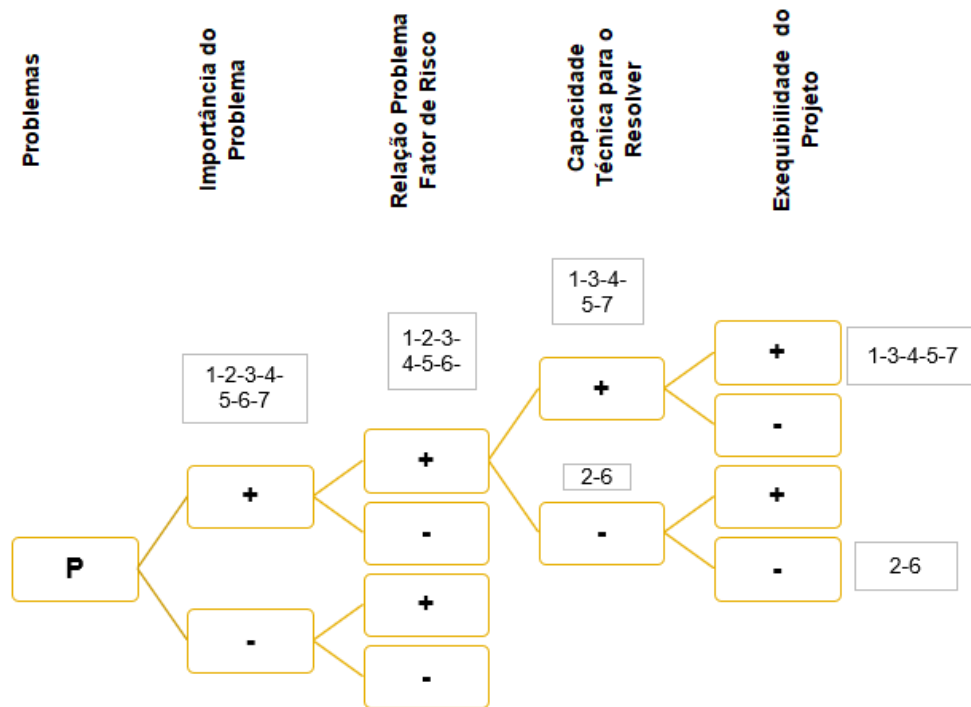 Problemas
Importância do
Problema
Relação Problema
Fator de Risco
Capacidade
Técnica para o
Resolver
Exequibilidade do
Projeto
1-3-4-
5-7
1-2-3-
4-5-6-
1-2-3-4-
5-6-7
+
1-3-4-5-7
+
-
+
2-6
+
+
-
-
P
-
2-6
+
-
-